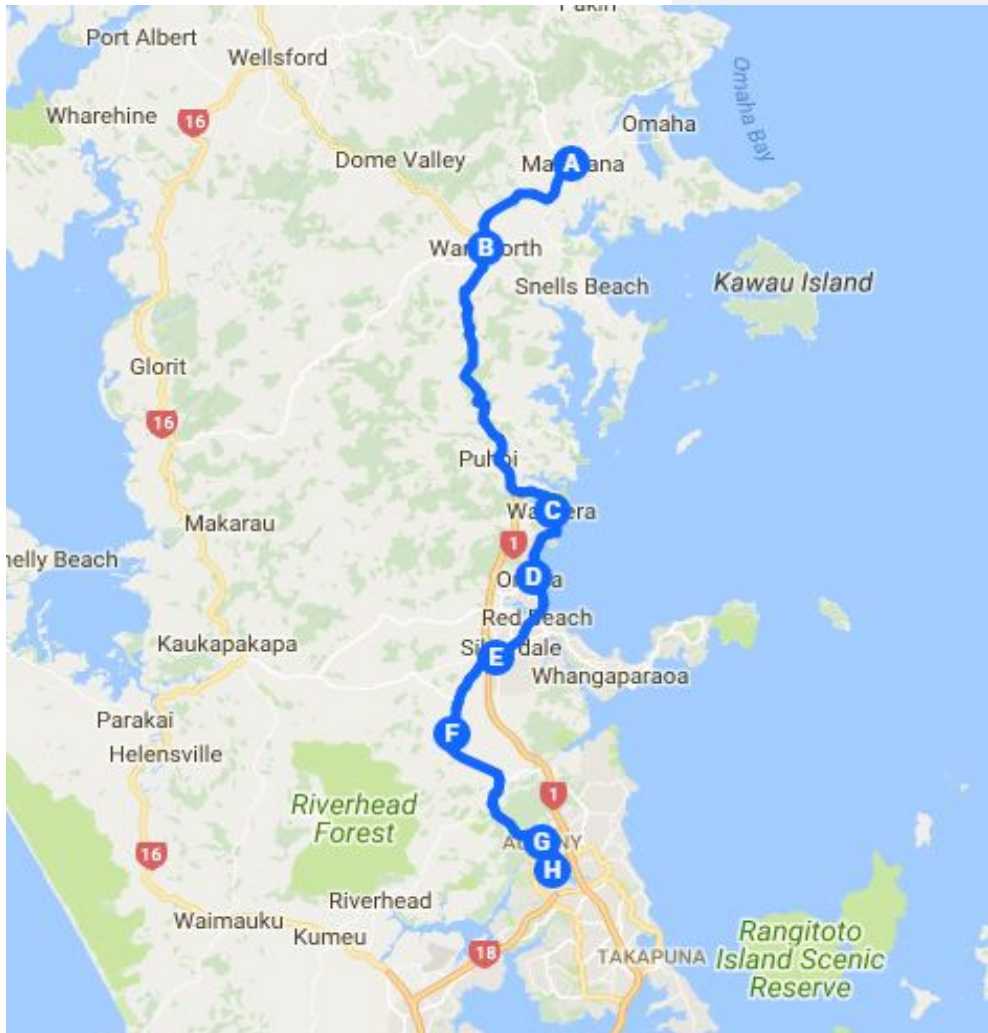 Port Albert
Wellsford
Omaha Bay
16
Wharehine
Omaha
Dome Valley
A
B
Snells Beach
Kawau Island
Glorit
16
Puhoi
C
Makarau
1
Beach
D
Red Beach
Kaukapakapa
E
Whangaparaoa
Parakai
F
Helensville
1
Riverhead
Forest
G
16
H
Riverhead
Waimauku
Kumeu
18
TAKAPUNA
Rangitoto
Island Scenic
Reserve